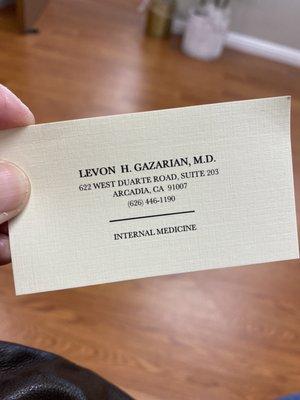 LEVON H. GAZARIAN, M.D.
622 WEST DUARTE ROAD, SUITE 203
ARCADIA, CA 91007
(626) 446-1190
INTERNAL MEDICINE